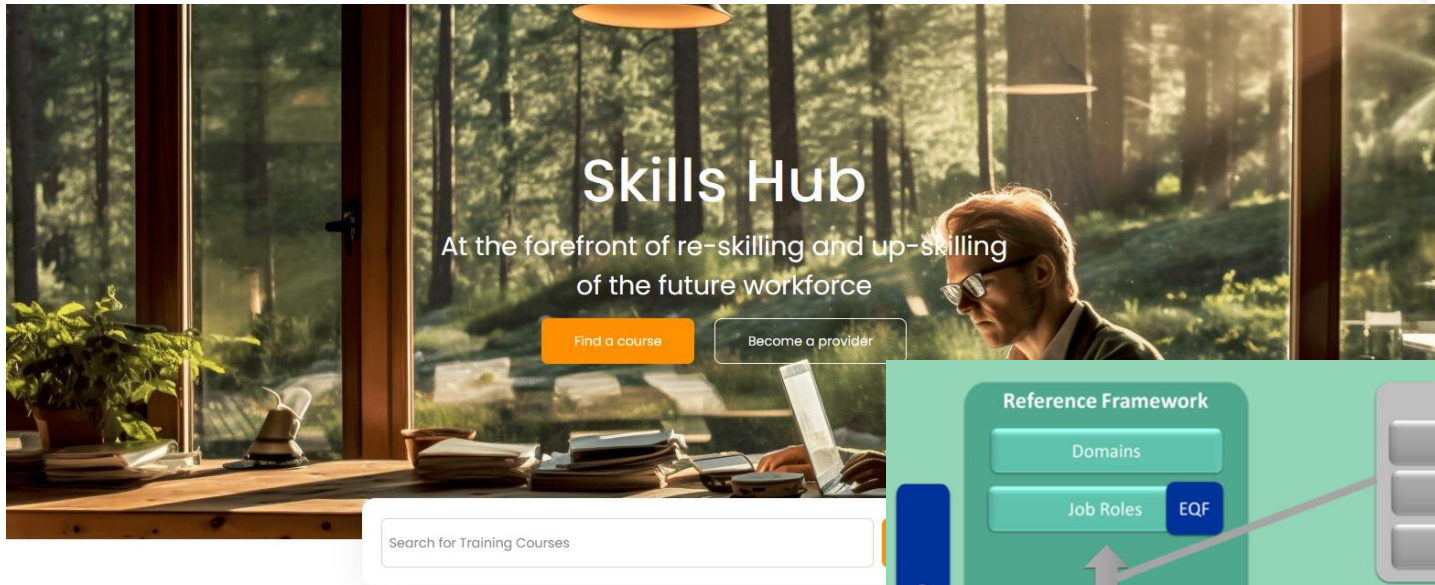 Skills Hub
At the forefront of re-skilling and up-skilling
of the future workforce
Find a course
Become a provider
Search for Training Courses
Reference Framework
Domains
Job Roles
EQF